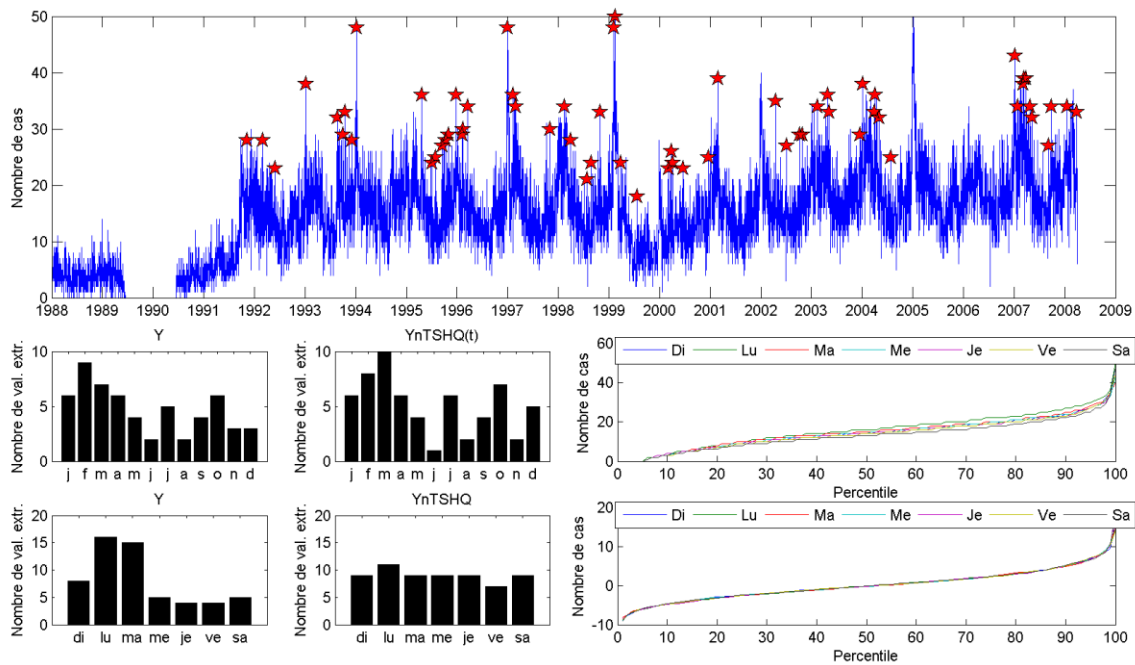 50
40
30
20
10
0
Nombre de cas
1988 1989 1990 1991 1992 1993 1994 1995 1996 1997 1998 1999 2000 2001 2002 2003 2004 2005 2006 2007 2008 2009
Y
10
5
0
Nombre de val. extr.
j f m a m j j a s o n d
YnTSHQ(t)
10
5
0
Nombre de val. extr.
j f m a m j j a s o n d
60
40
20
0
Nombre de cas
Di Lu Ma Me Je Ve Sa
0 10 20 30 40 50 60 70 80 90 100
Percentile
Y
20
15
10
5
0
Nombre de val. extr.
di lu ma me je ve sa
YnTSHQ
20
15
10
5
0
Nombre de val. extr.
di lu ma me je ve sa
20
10
0
-10
Nombre de cas
Di Lu Ma Me Je Ve Sa
0 10 20 30 40 50 60 70 80 90 100
Percentile